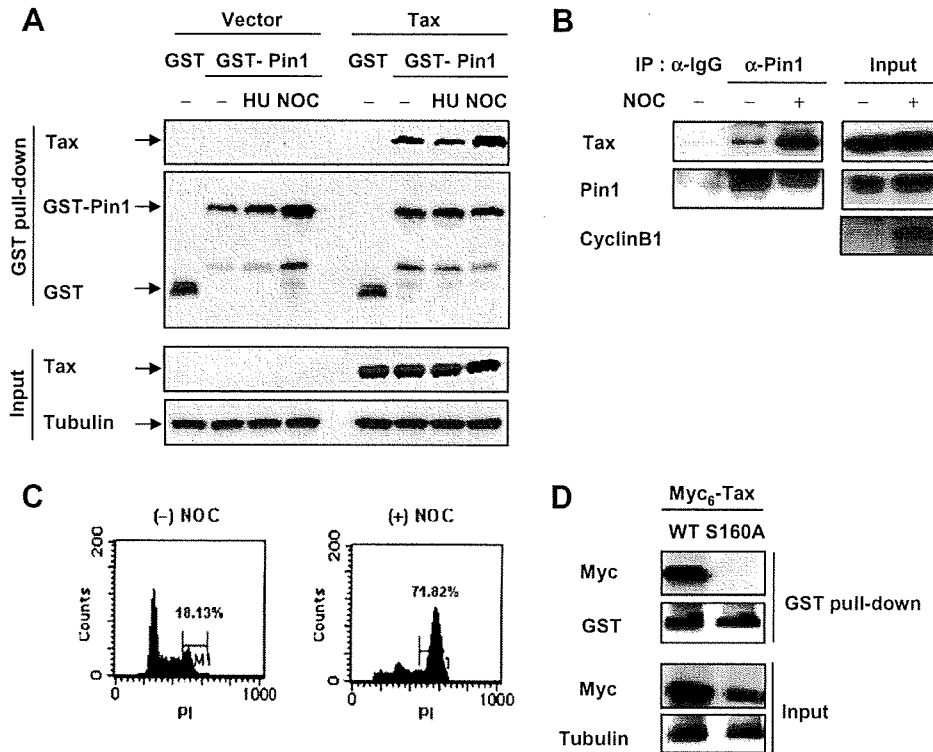 A
Vector
Tax
GST GST- Pin1
GST GST- Pin1
– – HU NOC
– – HU NOC
GST pull-down
Tax
GST-Pin1
GST
Input
Tax
Tubulin
B
IP : α-IgG α-Pin1 Input
NOC – – + – +
Tax
Pin1
CyclinB1
C
(–) NOC
200
Counts
0
18.13%
M1
0 1000
PI
(+) NOC
200
Counts
0
71.82%
0 1000
PI
D
Myc6-Tax
WT S160A
Myc
GST
GST pull-down
Myc
Tubulin
Input